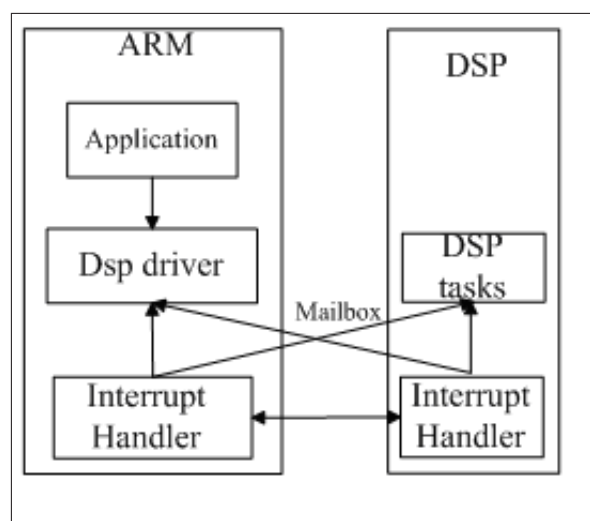 ARM
DSP
Application
Dsp driver
DSP
tasks
Mailbox
Interrupt
Handler
Interrupt
Handler